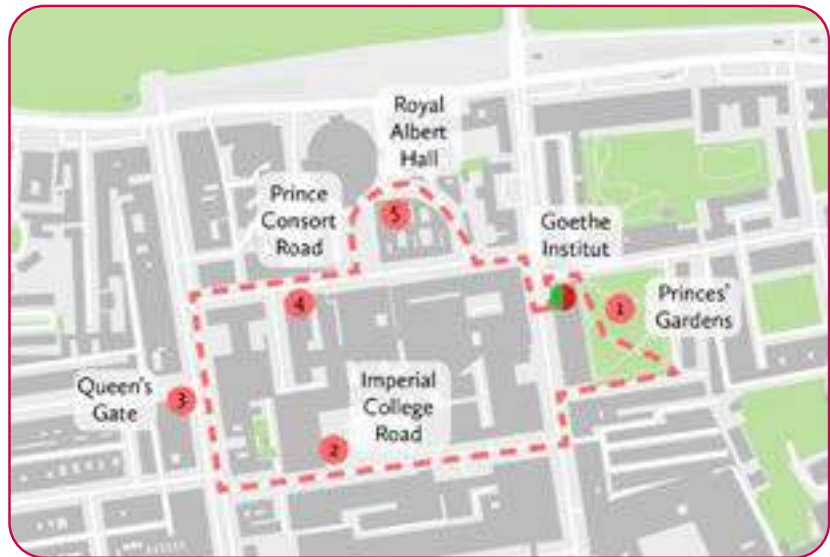 Royal
Albert
Hall
5
Prince
Consort
Road
Goethe
Institut
4
1
Princes'
Gardens
Queen's
Gate
3
Imperial
College
Road
2